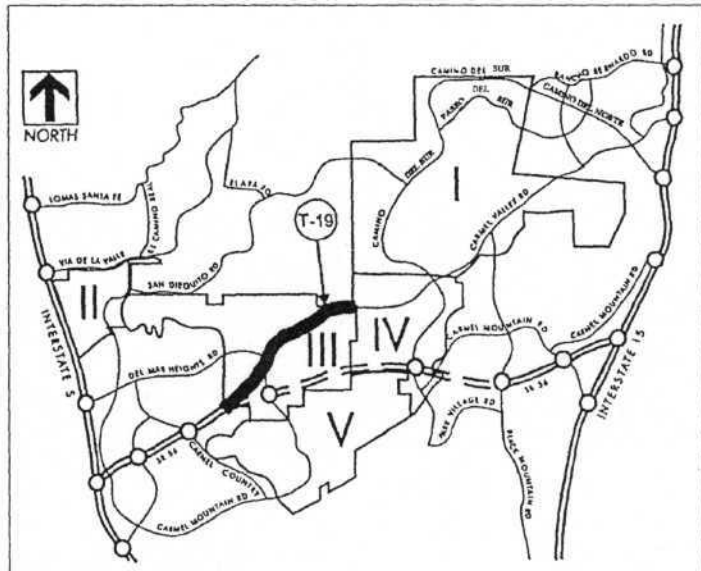 NORTH
LOMAS SANTA FE
VIA DE LA VALLE
EL CAMINO REAL
SAN DIEGUITO RD
EL APAJO
INTERSTATE 5
II
DEL MAR HEIGHTS RD
SR 56
CARMEL COUNTRY
CARMEL MOUNTAIN RD
T-19
III
IV
V
I
CAMINO DEL SUR
PASEO DEL SUR
CAMINO DEL SUR
RANCHO BERNARDO RD
CAMINO DEL NORTE
CARMEL VALLEY RD
CARMEL MOUNTAIN RD
CARMEL MOUNTAIN RD
SR 56
INTERSTATE 15
PARK VILLAGE RD
BLACK MOUNTAIN